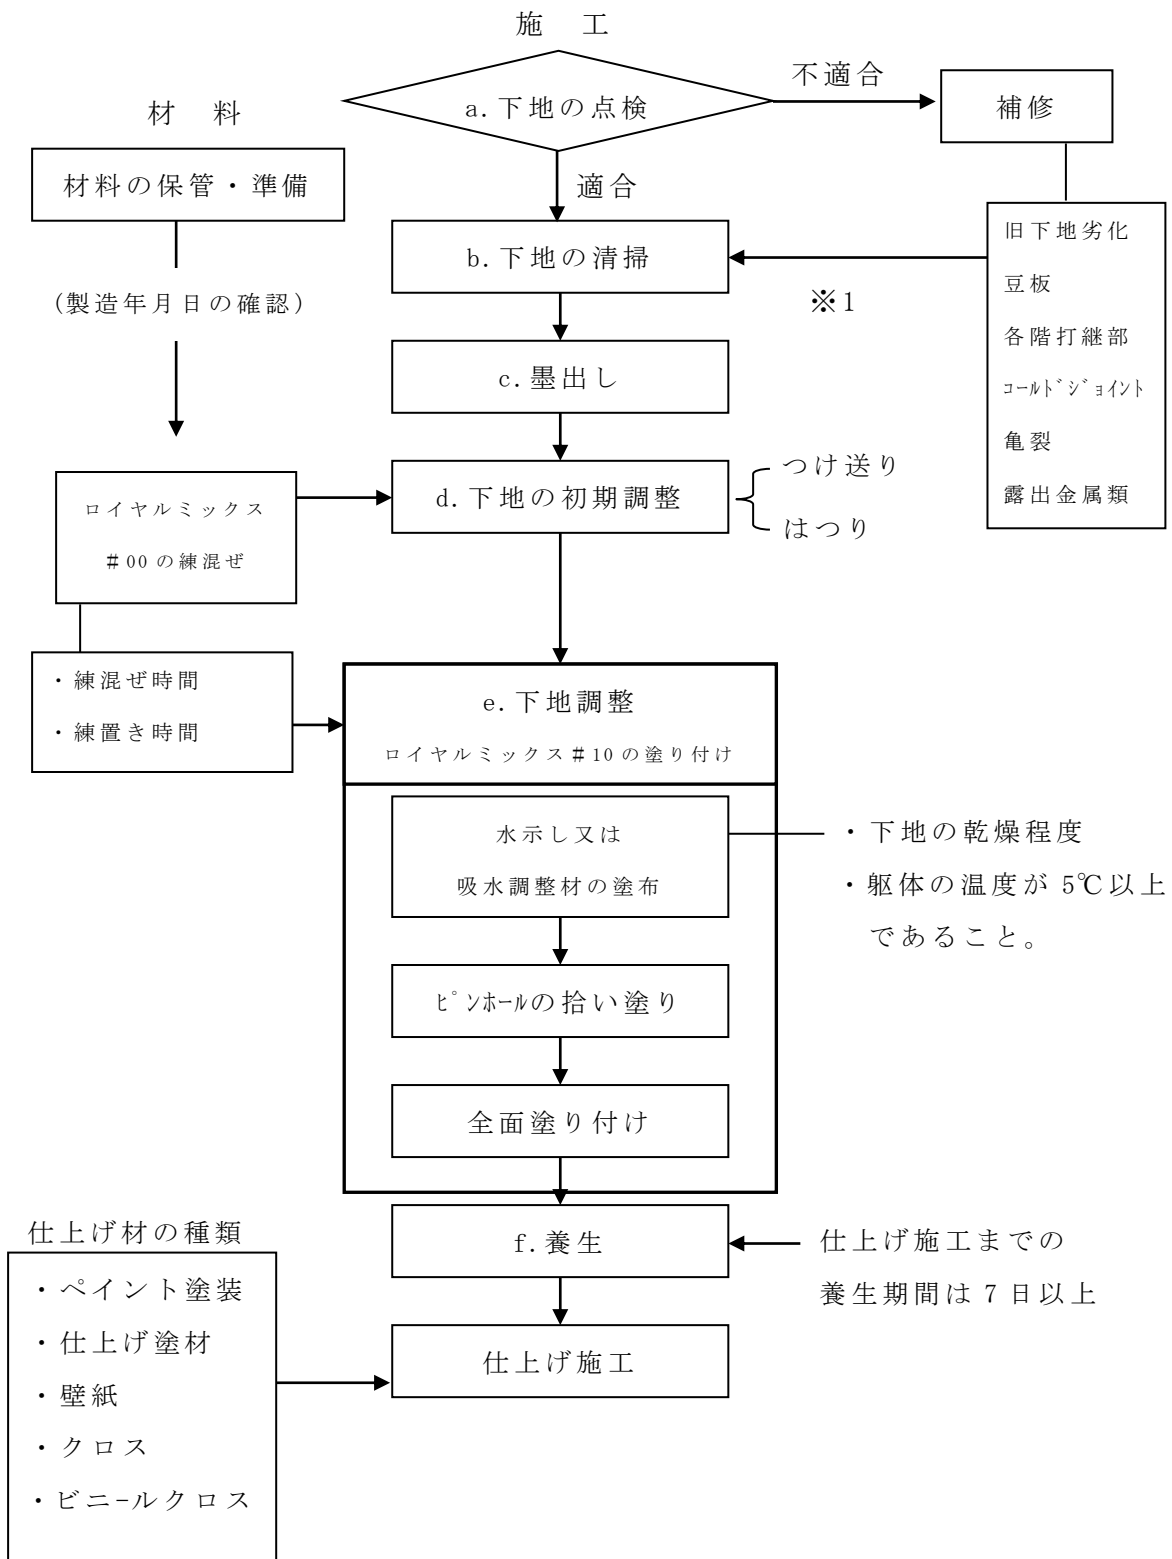 施 工
a.下地の点検
不適合
補修
材 料
材料の保管・準備
適合
b.下地の清掃
(製造年月日の確認)
※1
旧下地劣化
豆板
各階打継部
コールドジョイント
亀裂
露出金属類
c.墨出し
d.下地の初期調整
つけ送り
はつり
ロイヤルミックス
#00の練混ぜ
・練混ぜ時間
・練置き時間
e.下地調整
ロイヤルミックス#10の塗り付け
水示し又は
吸水調整材の塗布
・下地の乾燥程度
・躯体の温度が 5℃以上
であること。
ピンホールの拾い塗り
全面塗り付け
f.養生
仕上げ施工までの
養生期間は 7 日以上
仕上げ施工
仕上げ材の種類
・ペイント塗装
・仕上げ塗材
・壁紙
・クロス
・ビニ-ルクロス